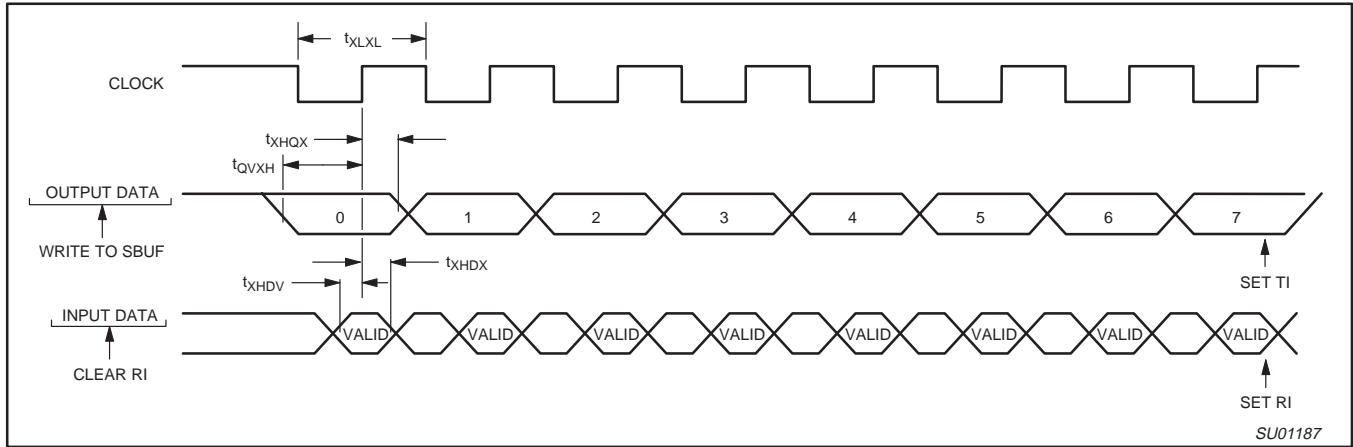 tXLXL
CLOCK
tXHQX
tQVXH
OUTPUT DATA
0 1 2 3 4 5 6 7
WRITE TO SBUF
tXHDX
tXHDV
SET TI
INPUT DATA
VALID VALID VALID VALID VALID VALID VALID VALID
CLEAR RI
SET RI
SU01187